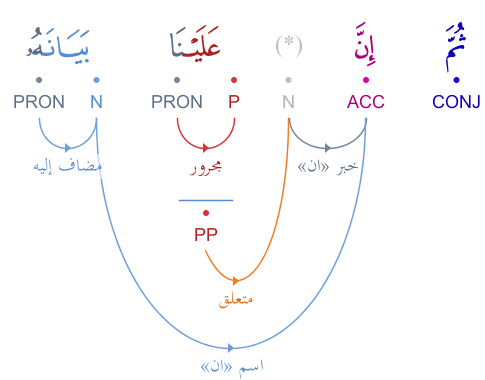 ثُمَّ إِنَّ (*) عَلَيْنَا بَيَانَهُۥ
CONJ ACC N P PRON N PRON
خبر «ان» مجرور مضاف إليه
PP
متعلق
اسم «ان»